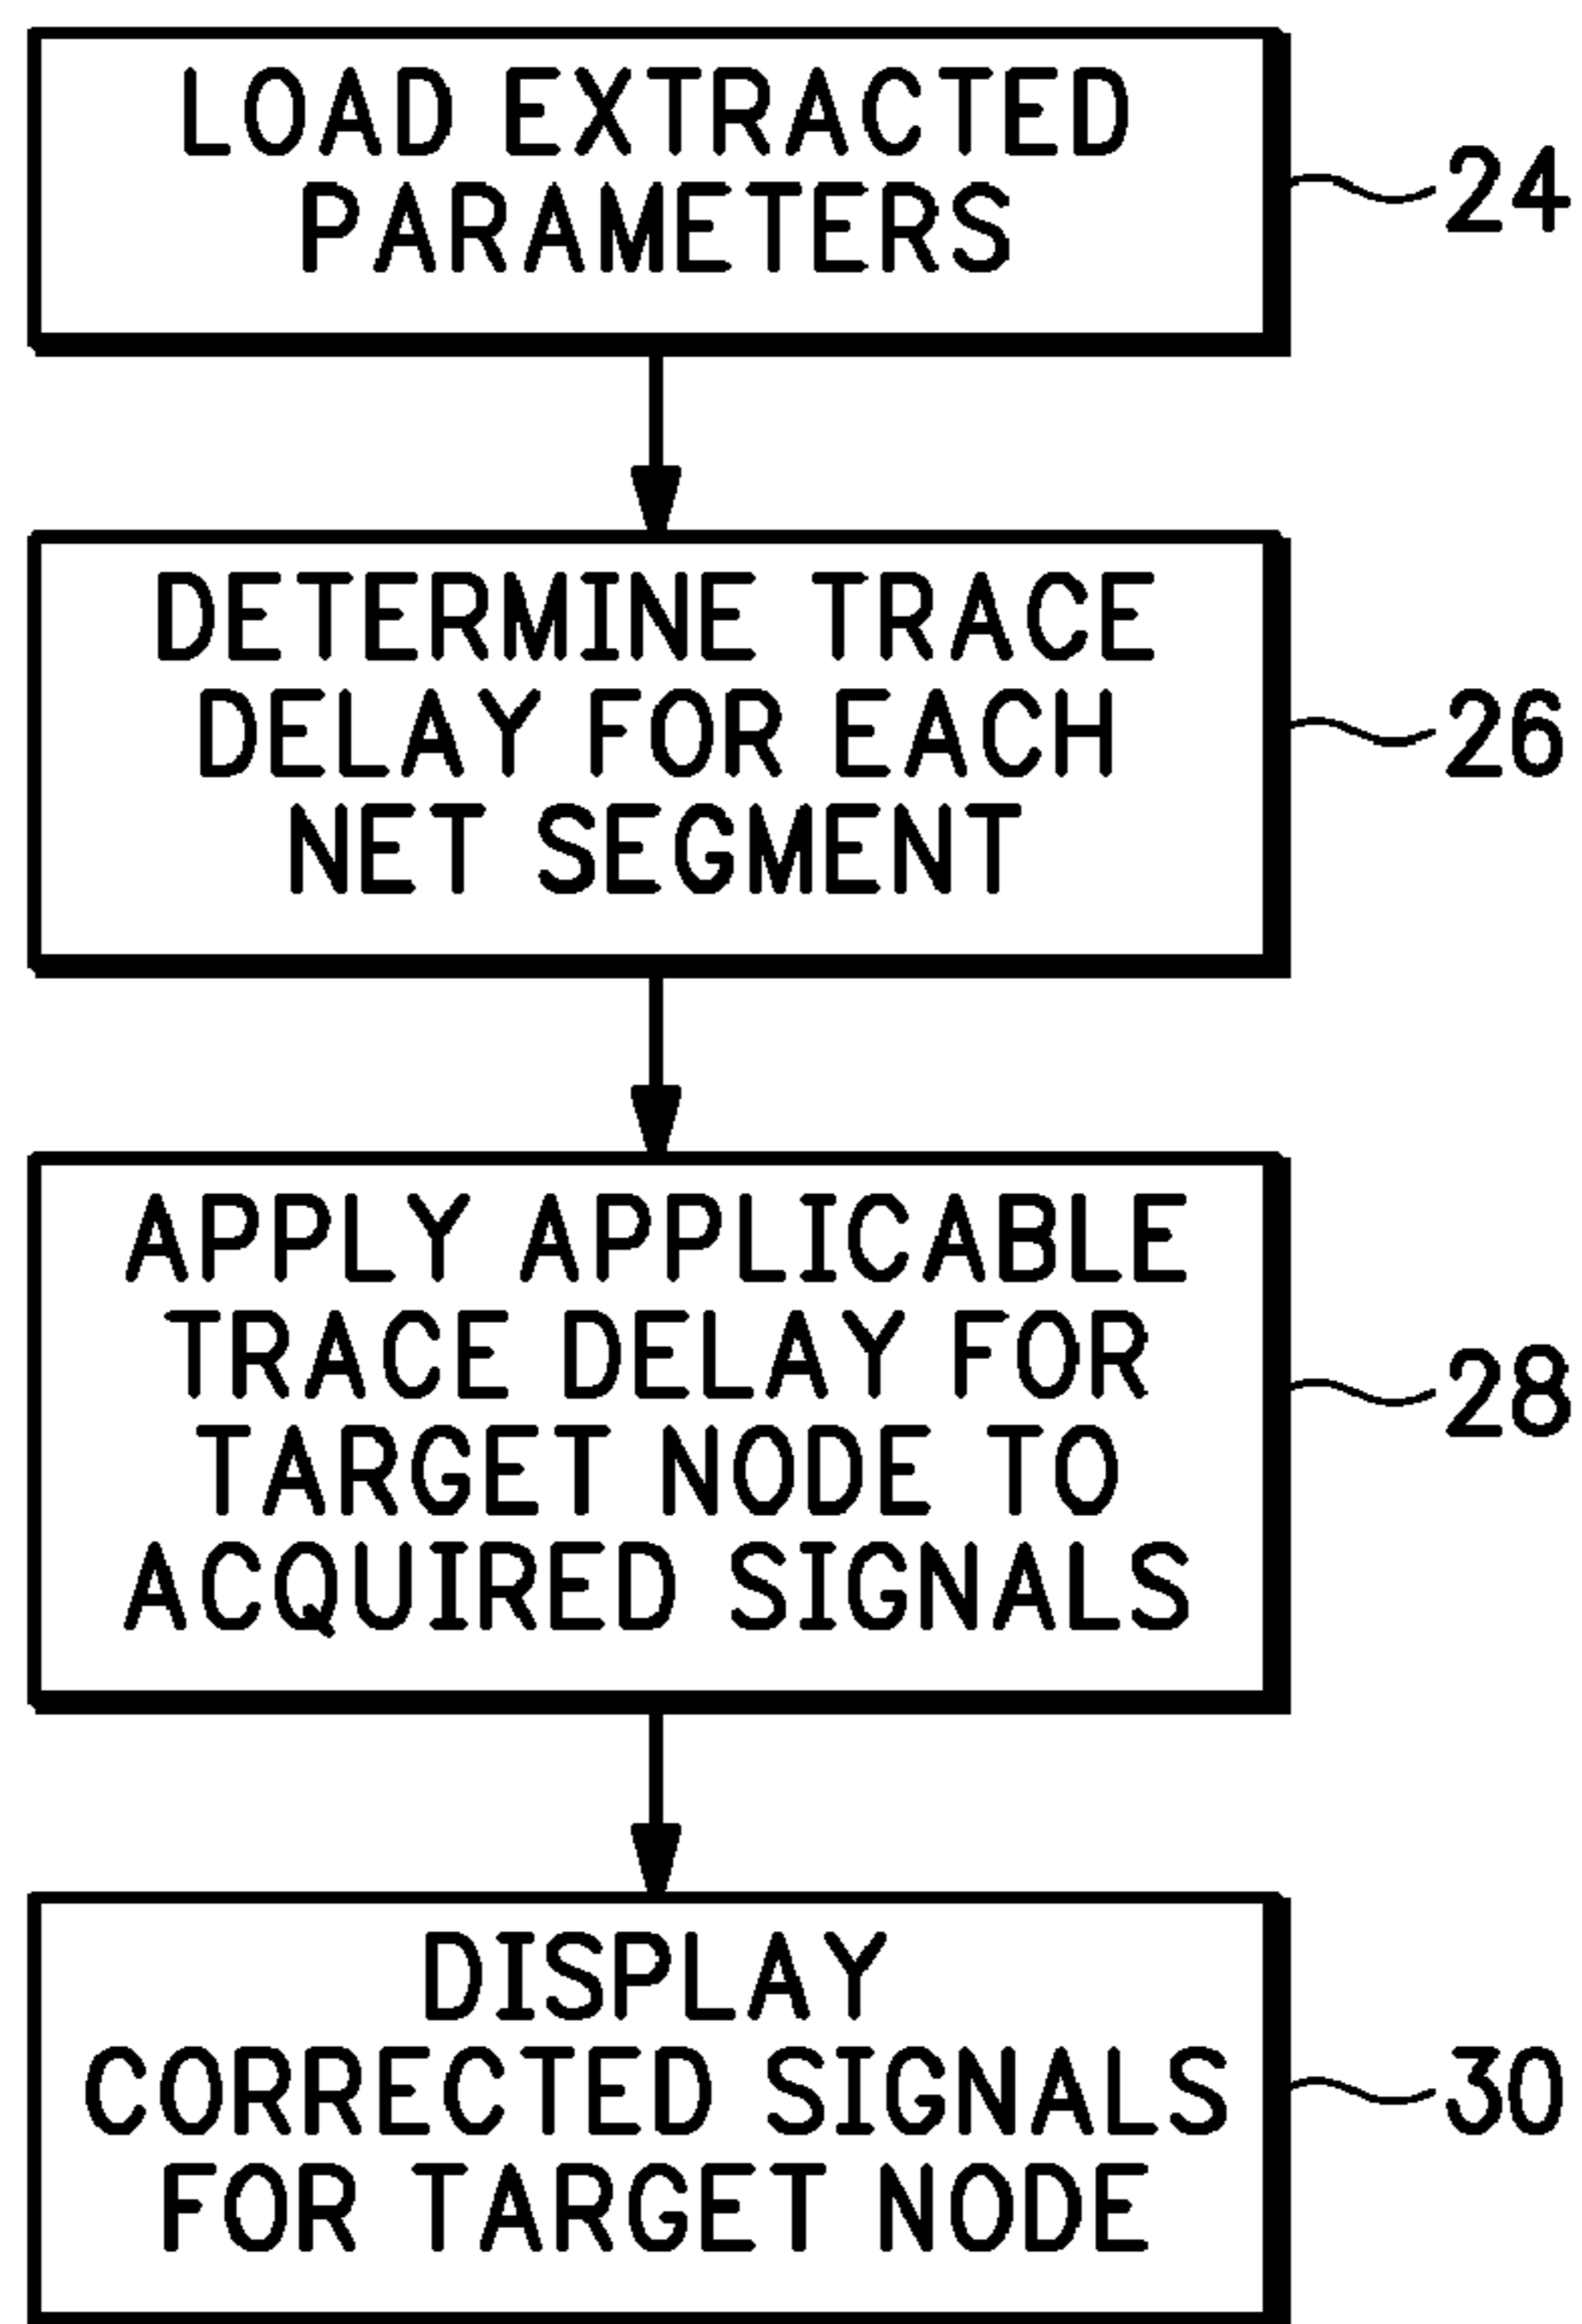 LOAD EXTRACTED
PARAMETERS
24
DETERMINE TRACE
DELAY FOR EACH
NET SEGMENT
26
APPLY APPLICABLE
TRACE DELAY FOR
TARGET NODE TO
ACQUIRED SIGNALS
28
DISPLAY
CORRECTED SIGNALS
FOR TARGET NODE
30